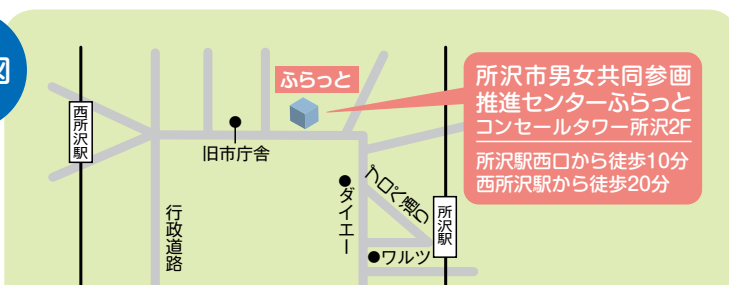 図
ふらっと
所沢市男女共同参画
推進センターふらっと
コンセールタワー所沢2F
所沢駅西口から徒歩10分
西所沢駅から徒歩20分
西所沢駅
旧市庁舎
行政道路
ダイエー
プロペ通り
所沢駅
ワルツ